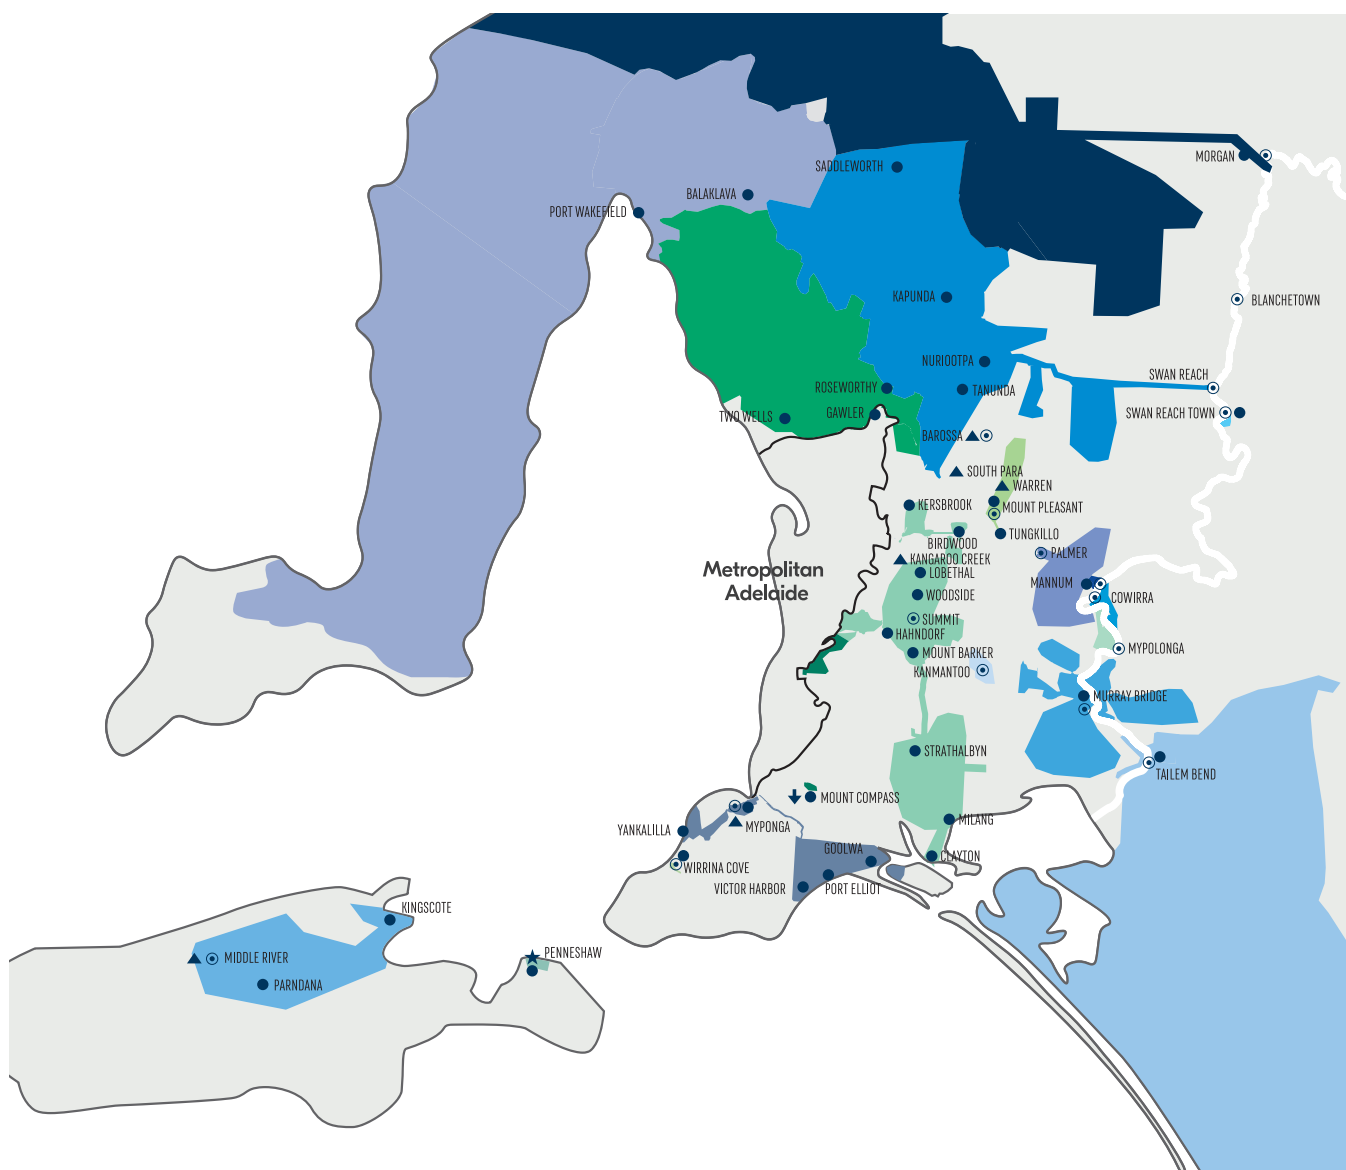 MORGAN
SADDLEWORTH
BALAKLAVA
PORT WAKEFIELD
KAPUNDA
BLANCHETOWN
NURIOOTPA
SWAN REACH
ROSEWORTHY
TANUNDA
TWO WELLS
GAWLER
SWAN REACH TOWN
BAROSSA
SOUTH PARA
WARREN
KERSBROOK
MOUNT PLEASANT
TUNGKILLO
BIRDWOOD
PALMER
KANGAROO CREEK
Metropolitan
Adelaide
LOBETHAL
MANNUM
WOODSIDE
COWIRRA
SUMMIT
HAHNDORF
MOUNT BARKER
MYPOLONGA
KANMANTOO
MURRAY BRIDGE
STRATHALBYN
TAILEM BEND
MOUNT COMPASS
MILANG
YANKALILLA
MYPONGA
GOOLWA
CLAYTON
WIRRINA COVE
VICTOR HARBOR
PORT ELLIOT
KINGSCOTE
PENNESHAW
MIDDLE RIVER
PARNDANA